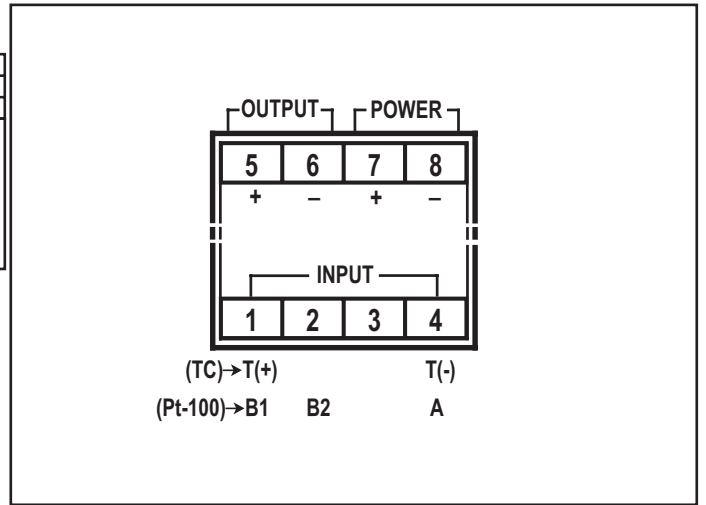 OUTPUT POWER
5 6 7 8
+ – + –
INPUT
1 2 3 4
(TC)→T(+) T(-)
(Pt-100)→B1 B2 A